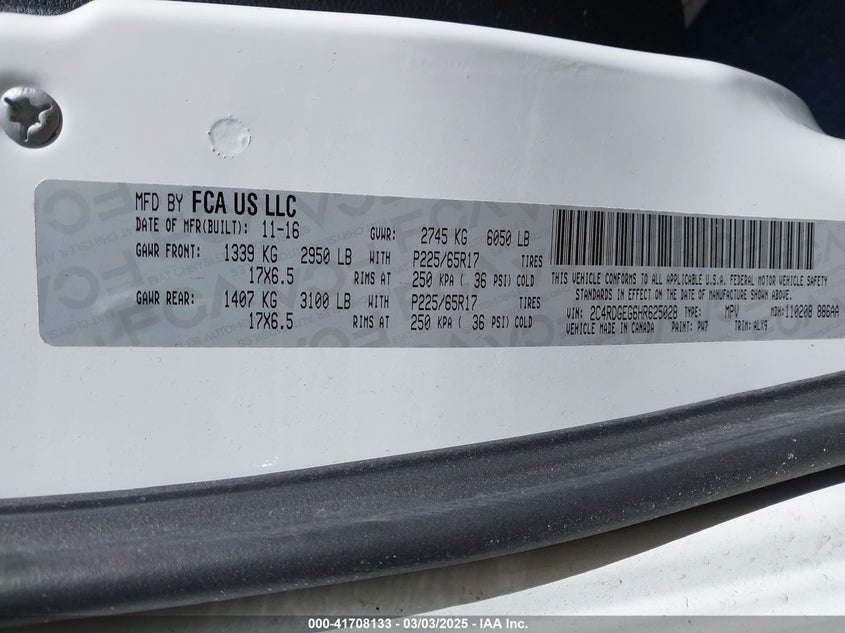 MFD BY FCA US LLC
DATE OF MFR(BUILT): 11-16 GVWR: 2745 KG 6050 LB
GAWR FRONT: 1339 KG 2950 LB WITH P225/65R17 TIRES
17X6.5 RIMS AT 250 KPA ( 36 PSI) COLD
GAWR REAR: 1407 KG 3100 LB WITH P225/65R17 TIRES
17X6.5 RIMS AT 250 KPA ( 36 PSI) COLD
THIS VEHICLE CONFORMS TO ALL APPLICABLE U.S.A. FEDERAL MOTOR VEHICLE SAFETY
STANDARDS IN EFFECT ON THE DATE OF MANUFACTURE SHOWN ABOVE.
VIN: 2C4RDGEG6HR625028 TYPE: MPV MDH: 110208 886AA
VEHICLE MADE IN CANADA PAINT: PW7 TRIM: ALX9
000-41708133 — 03/03/2025 — IAA Inc.